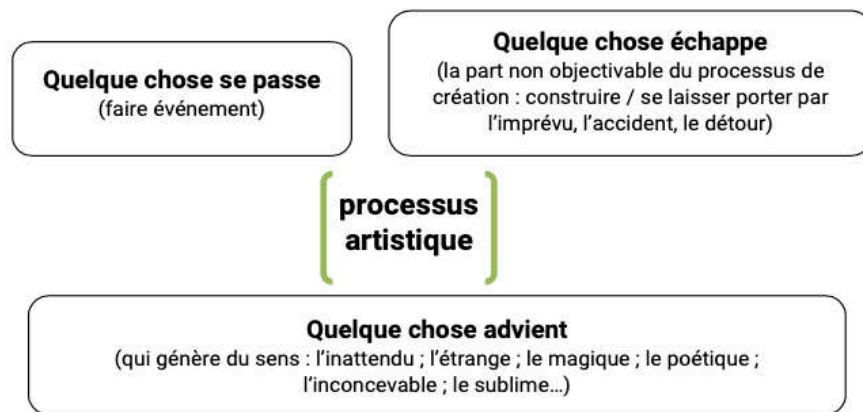 Quelque chose se passe
(faire événement)
Quelque chose échappe
(la part non objectivable du processus de
création : construire / se laisser porter par
l'imprévu, l'accident, le détour)
processus
artistique
Quelque chose advient
(qui génère du sens : l'inattendu ; l'étrange ; le magique ; le poétique ;
l'inconcevable ; le sublime…)